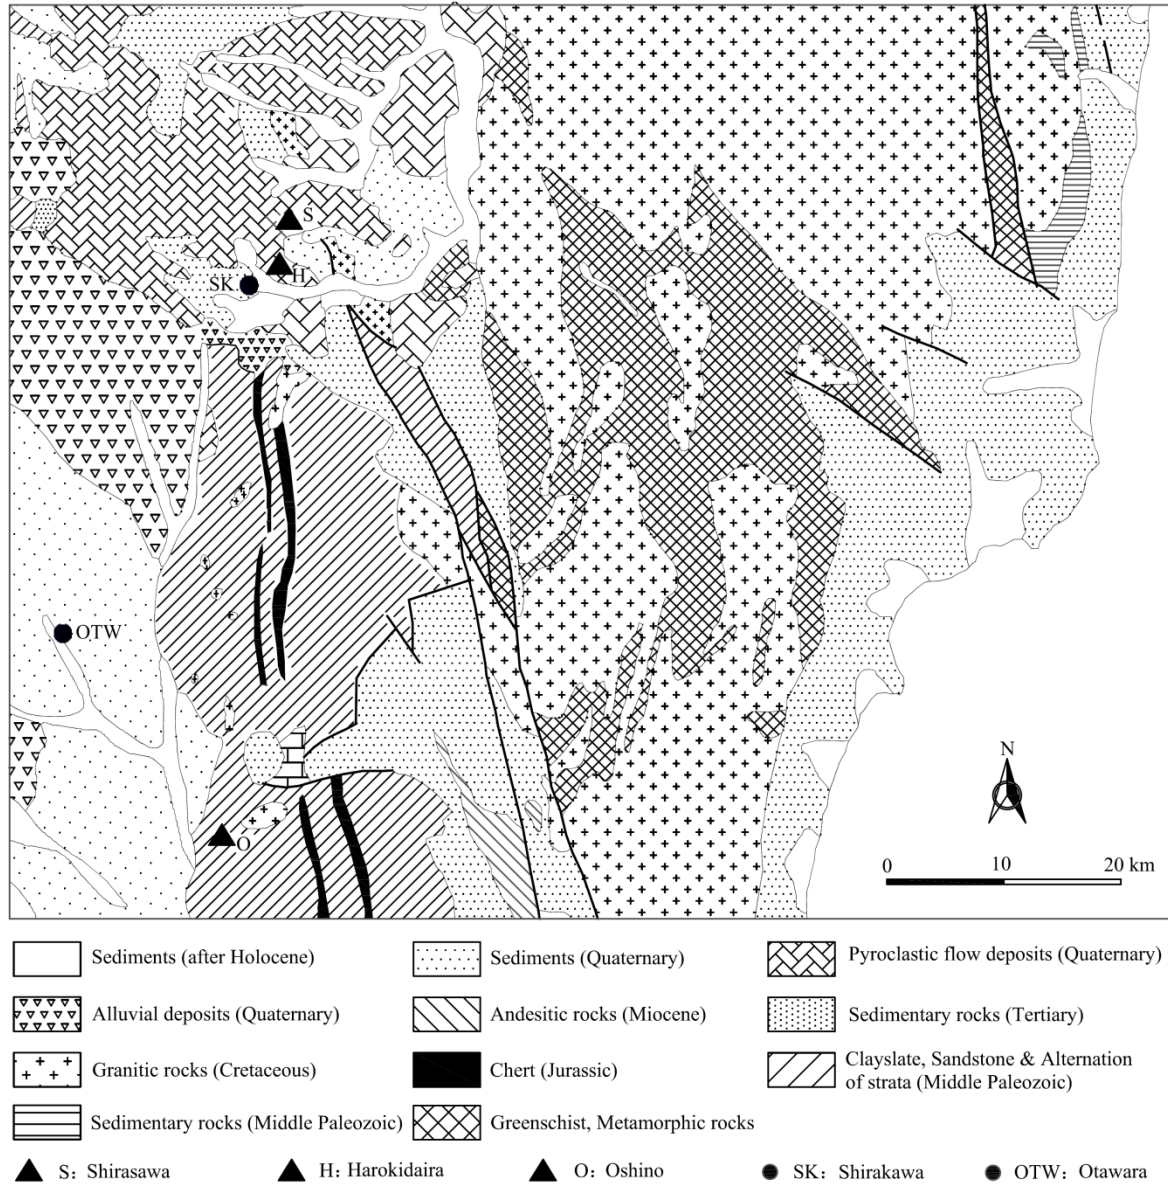 S
H
SK
OTW
O
N
0 10 20 km
Sediments (after Holocene)
Sediments (Quaternary)
Pyroclastic flow deposits (Quaternary)
Alluvial deposits (Quaternary)
Andesitic rocks (Miocene)
Sedimentary rocks (Tertiary)
Granitic rocks (Cretaceous)
Chert (Jurassic)
Clayslate, Sandstone & Alternation
of strata (Middle Paleozoic)
Sedimentary rocks (Middle Paleozoic)
Greenschist, Metamorphic rocks
S: Shirasawa
H: Harokidaira
O: Oshino
SK: Shirakawa
OTW: Otawara